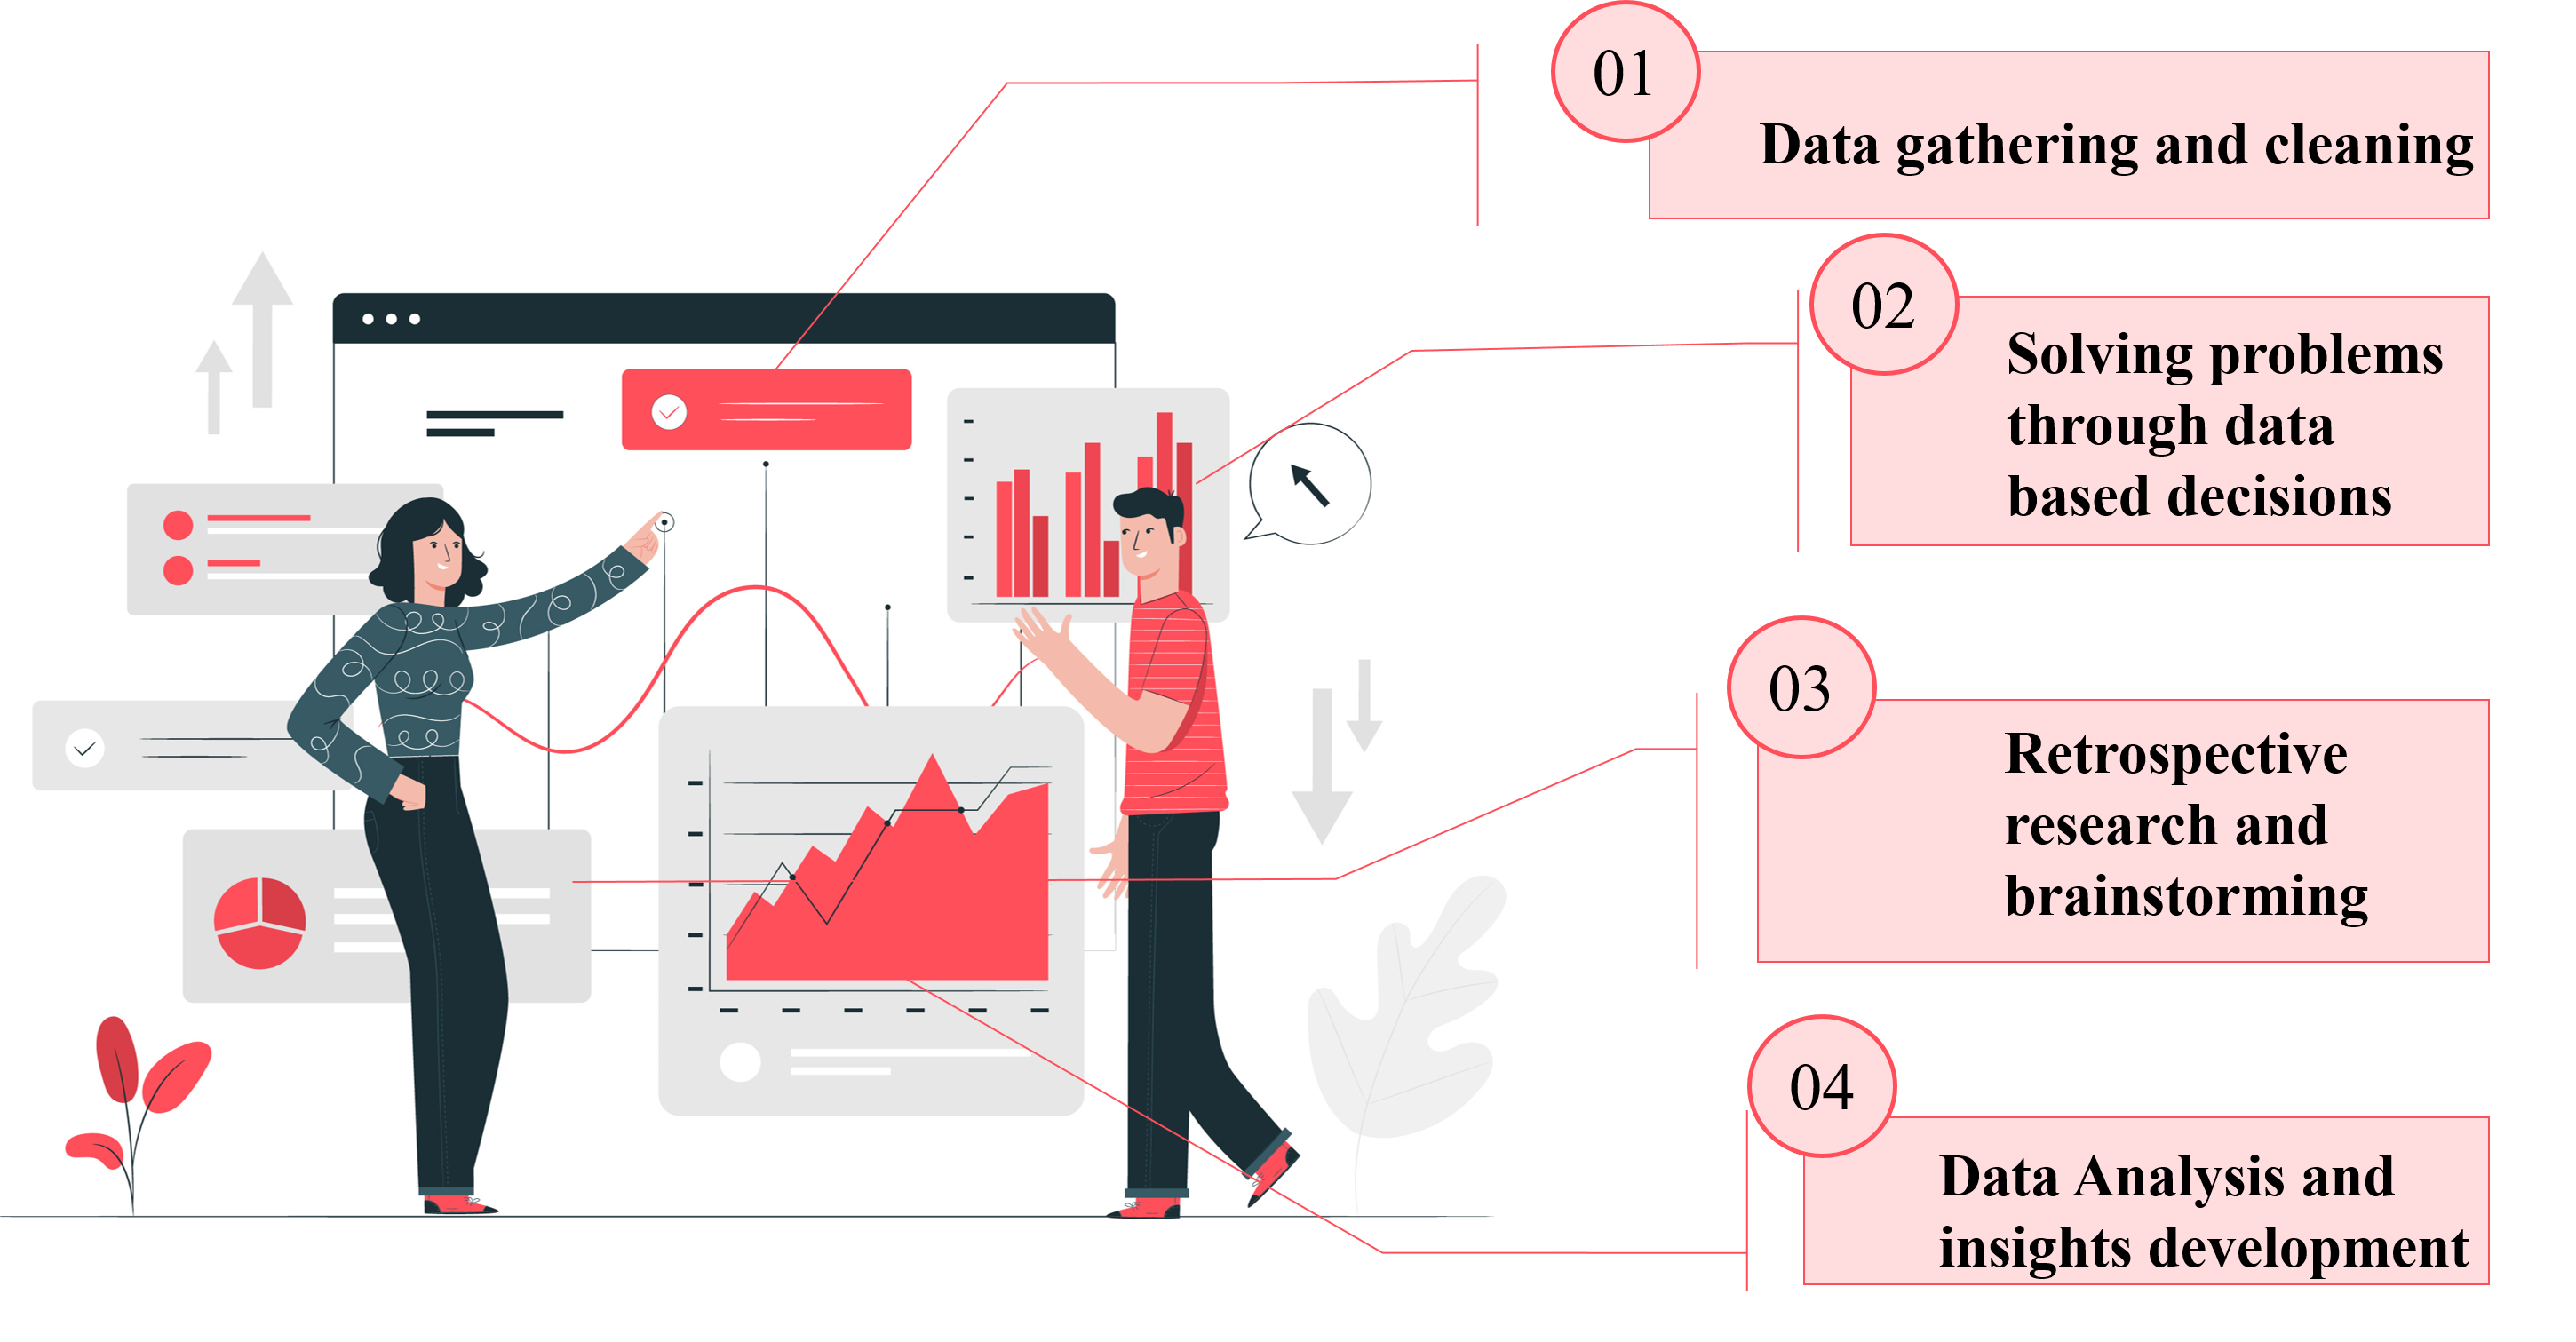 01
Data gathering and cleaning
02
Solving problems
through data
based decisions
03
Retrospective
research and
brainstorming
04
Data Analysis and
insights development